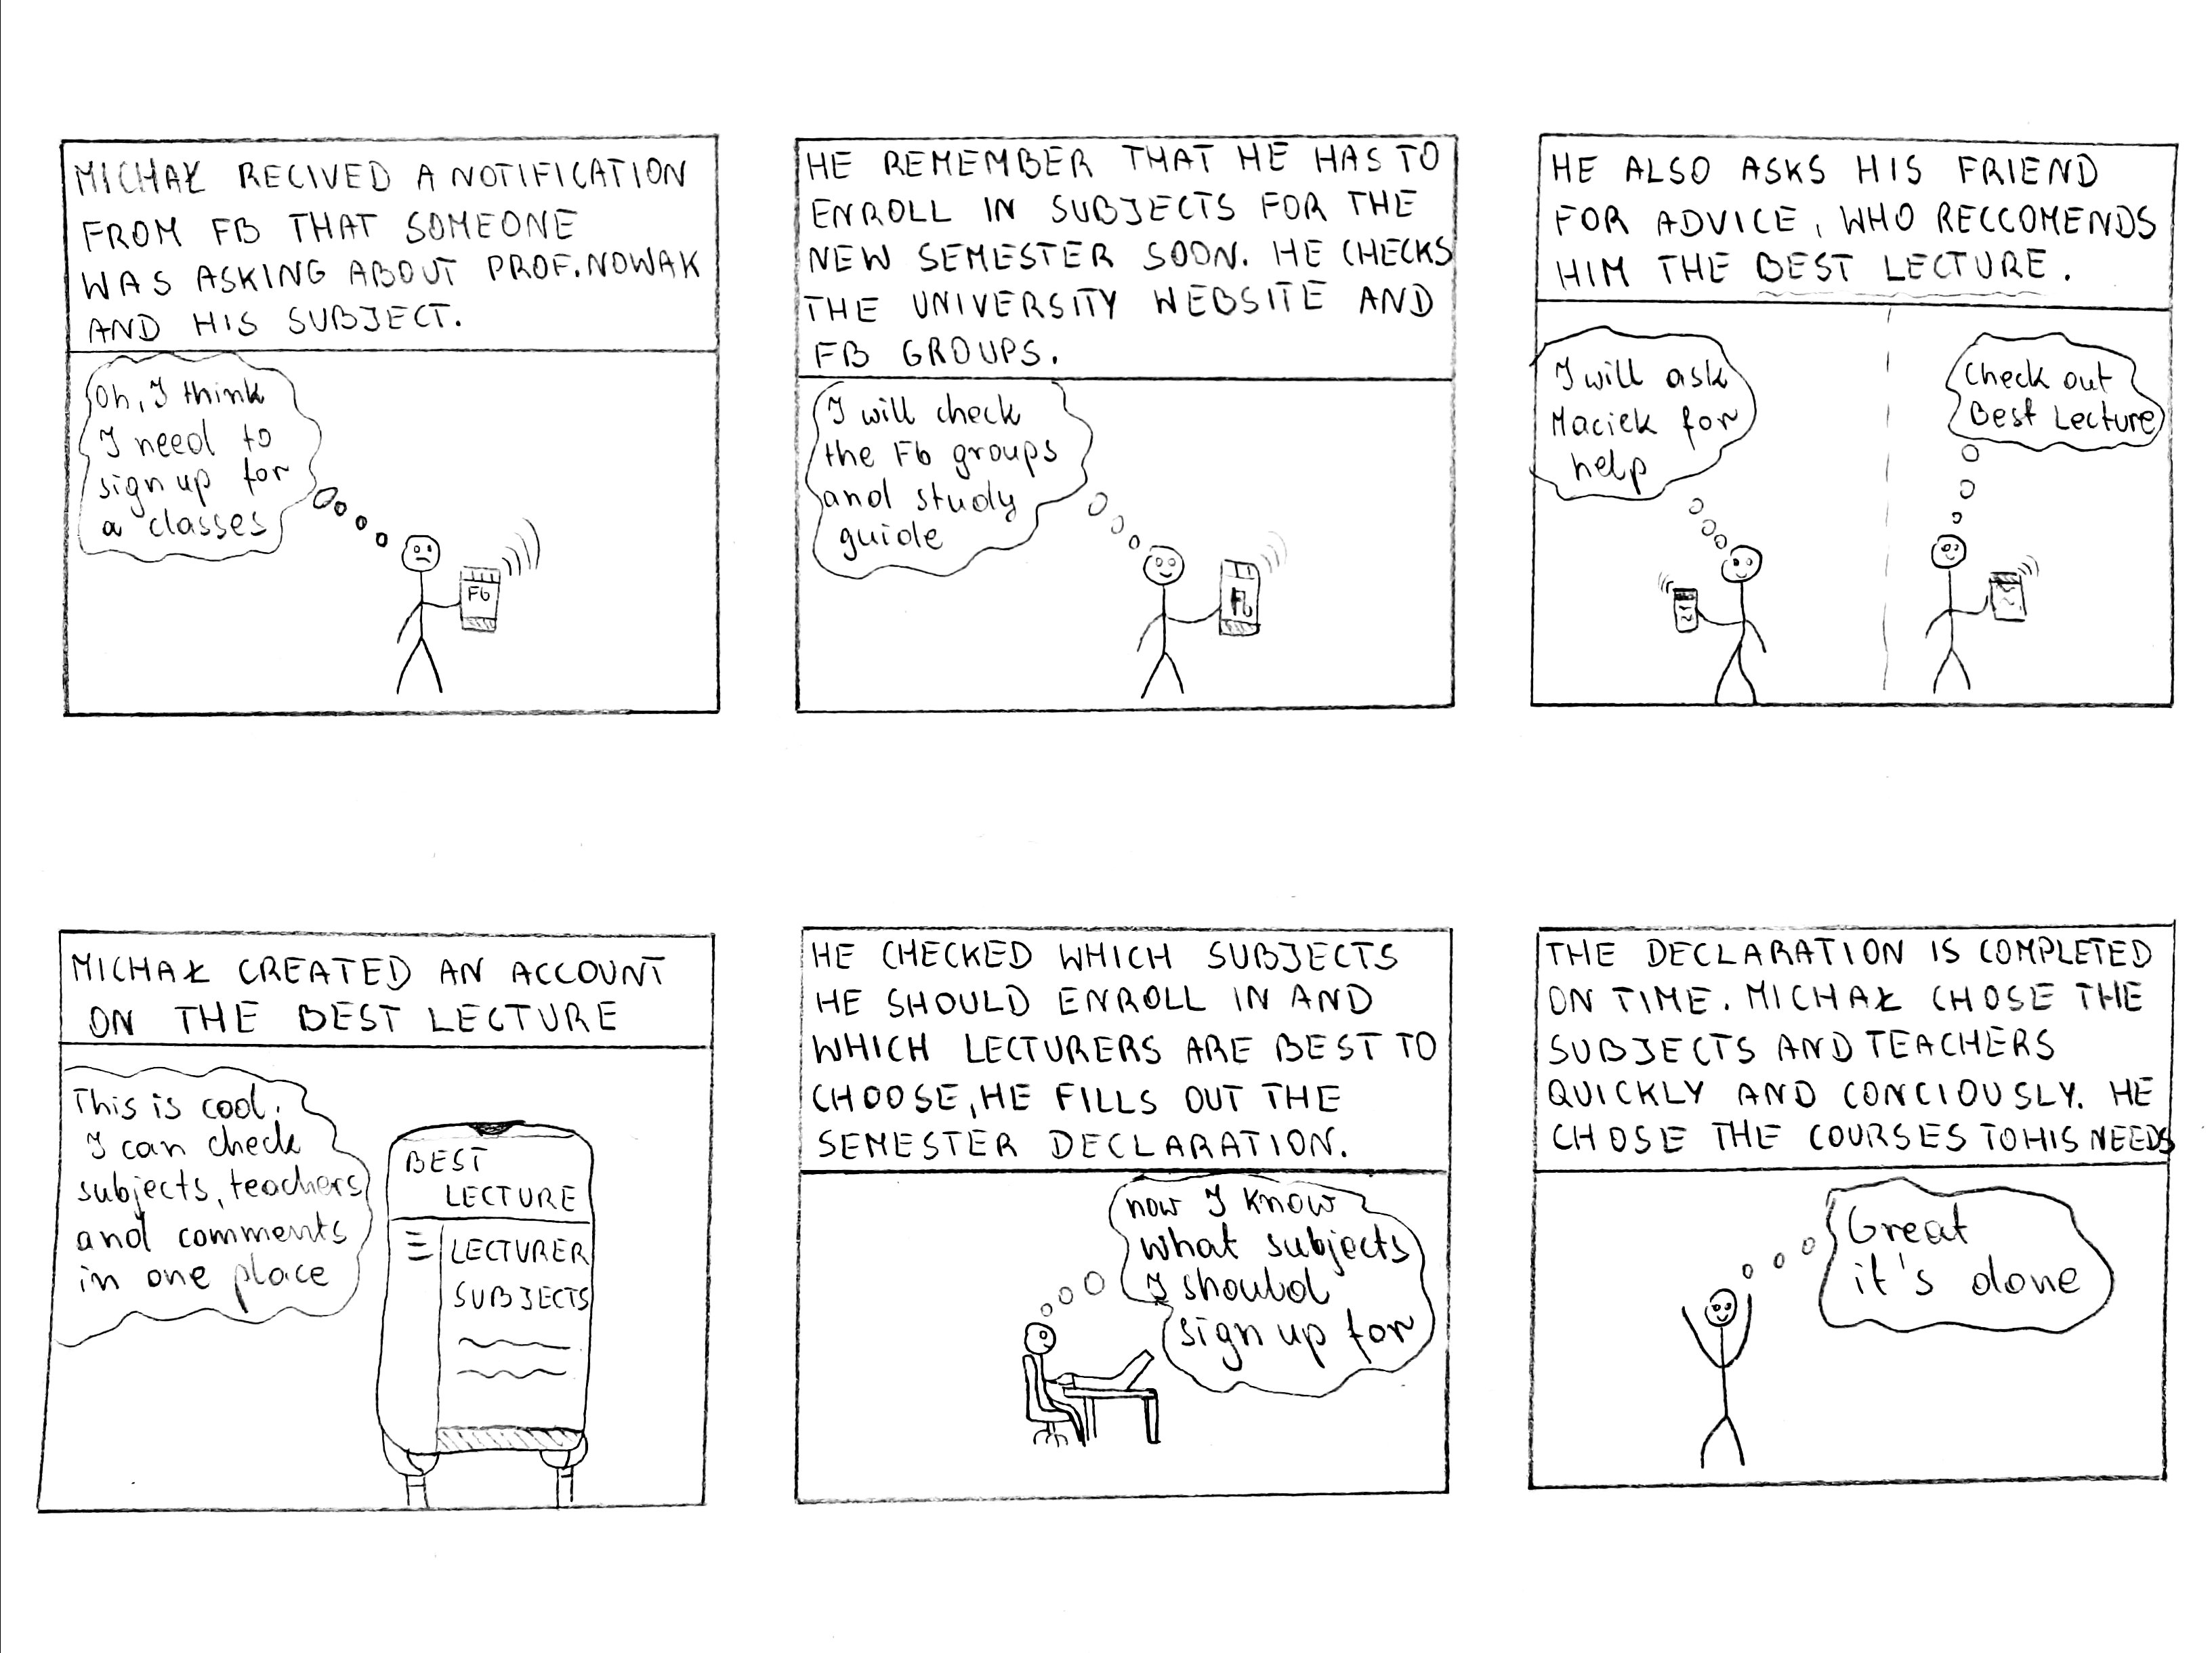 MICHAŁ RECIVED A NOTIFICATION
FROM FB THAT SOMEONE
WAS ASKING ABOUT PROF. NOWAK
AND HIS SUBJECT.
Oh, I think
I need to
sign up for
a classes
Fb
HE REMEMBER THAT HE HAS TO
ENROLL IN SUBJECTS FOR THE
NEW SEMESTER SOON. HE CHECKS
THE UNIVERSITY WEBSITE AND
FB GROUPS.
I will check
the Fb groups
and study
guide
Fb
HE ALSO ASKS HIS FRIEND
FOR ADVICE, WHO RECCOMENDS
HIM THE BEST LECTURE.
I will ask
Maciek for
help
Check out
Best Lecture
MICHAŁ CREATED AN ACCOUNT
ON THE BEST LECTURE
This is cool.
I can check
subjects, teachers
and comments
in one place
BEST
LECTURE
LECTURER
SUBJECTS
HE CHECKED WHICH SUBJECTS
HE SHOULD ENROLL IN AND
WHICH LECTURERS ARE BEST TO
CHOOSE, HE FILLS OUT THE
SEMESTER DECLARATION.
now I know
what subjects
I should
sign up for
THE DECLARATION IS COMPLETED
ON TIME. MICHAŁ CHOSE THE
SUBJECTS AND TEACHERS
QUICKLY AND CONCIOUSLY. HE
CHOSE THE COURSES TO HIS NEEDS
Great
it's done